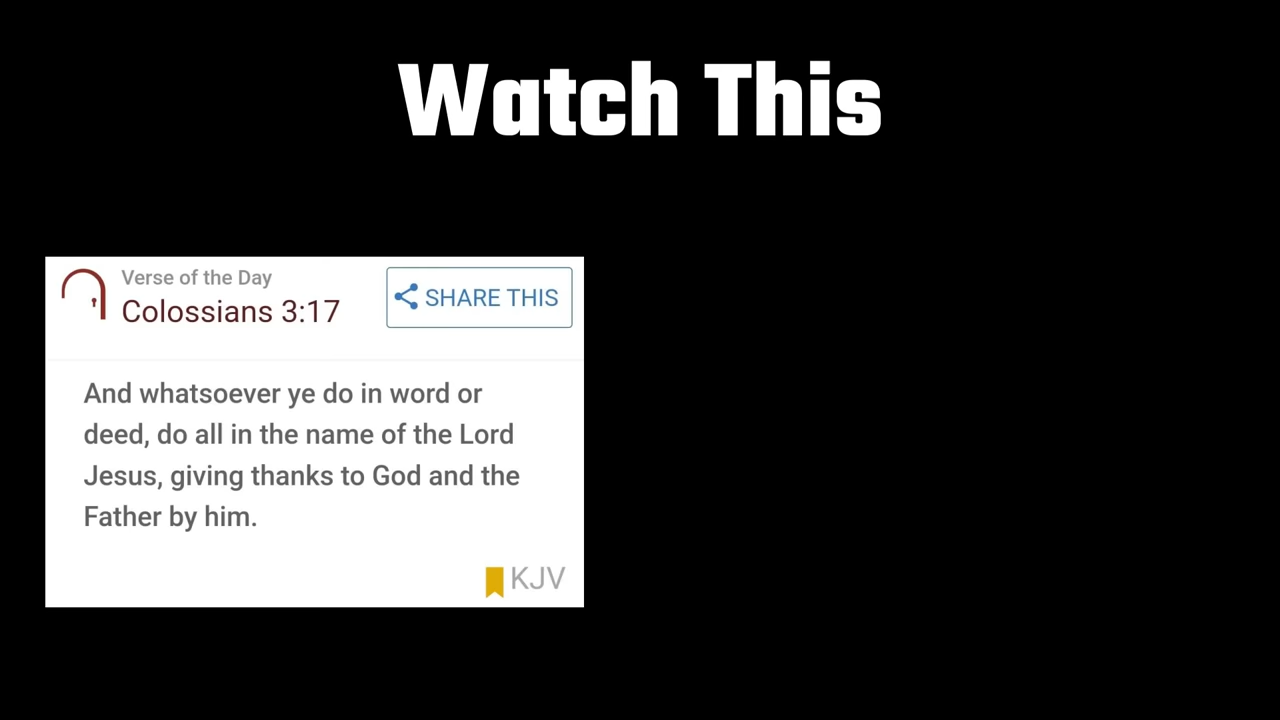 Watch This
Verse of the Day
Colossians 3:17
SHARE THIS
And whatsoever ye do in word or
deed, do all in the name of the Lord
Jesus, giving thanks to God and the
Father by him.
KJV